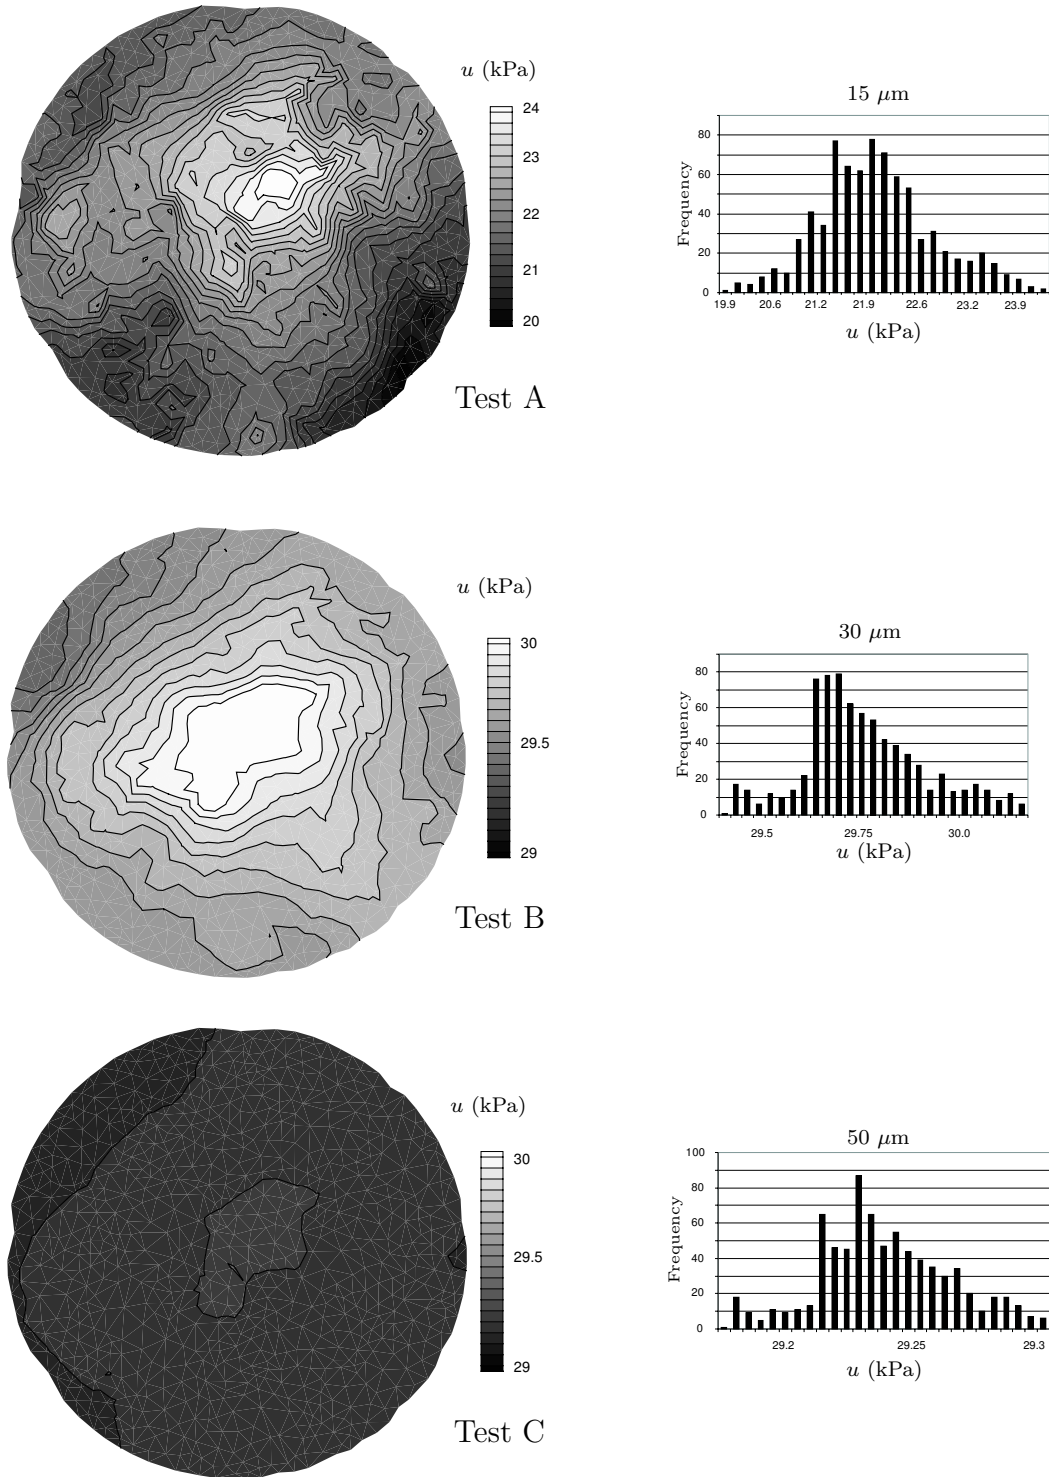 u (kPa)
24
23
22
21
20
Test A
15 μm
Frequency
80
60
40
20
0
19.9 20.6 21.2 21.9 22.6 23.2 23.9
u (kPa)
u (kPa)
30
29.5
29
Test B
30 μm
Frequency
80
60
40
20
0
29.5 29.75 30.0
u (kPa)
u (kPa)
30
29.5
29
Test C
50 μm
Frequency
100
80
60
40
20
0
29.2 29.25 29.3
u (kPa)